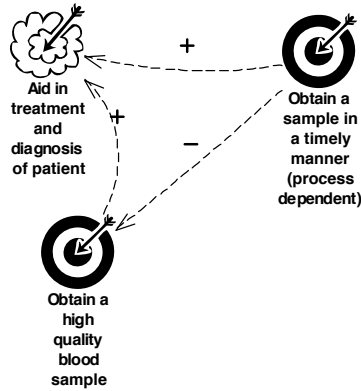 +
Aid in
treatment
and
diagnosis
of patient
Obtain a
sample in
a timely
manner
(process
dependent)
+
−
Obtain a
high
quality
blood
sample